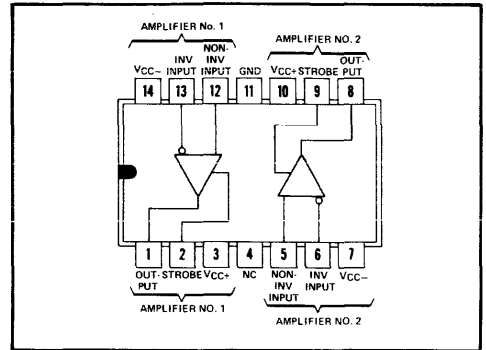 AMPLIFIER No. 1
AMPLIFIER No. 2
VCC− INV INPUT NON-INV INPUT GND VCC+ STROBE OUT-PUT
14 13 12 11 10 9 8
1 2 3 4 5 6 7
OUT-PUT STROBE VCC+ NC NON-INV INPUT INV INPUT VCC−
AMPLIFIER NO. 1
AMPLIFIER NO. 2